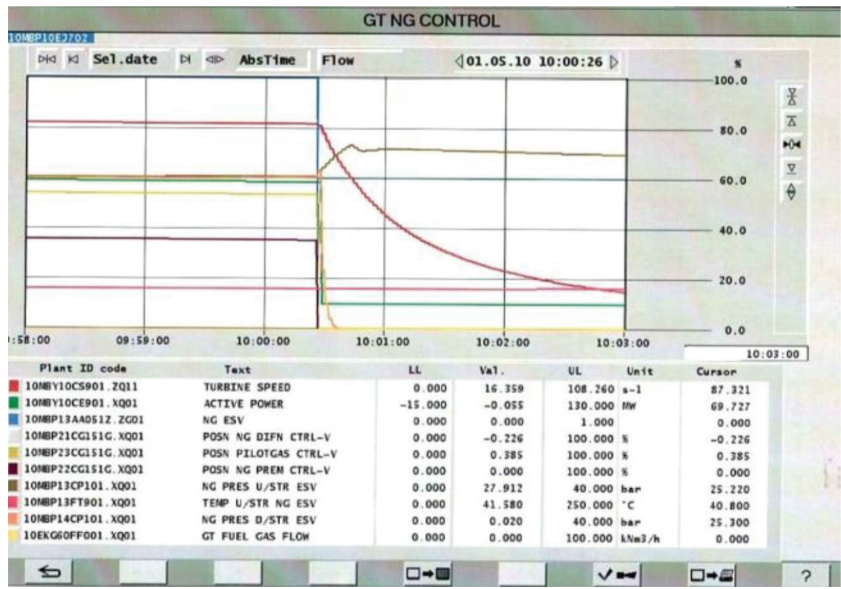 GT NG CONTROL
10MBP10EJ702
Sel.date AbsTime Flow 01.05.10 10:00:26
%
100.0
80.0
60.0
40.0
20.0
0.0
:58:00 09:59:00 10:00:00 10:01:00 10:02:00 10:03:00
10:03:00
Plant ID code Text LL Val. UL Unit Cursor
10MBY10CS901.ZQ11 TURBINE SPEED 0.000 16.359 108.260 s-1 87.321
10MBY10CE901.XQ01 ACTIVE POWER -15.000 -0.055 130.000 MW 69.727
10MBP13AA051Z.ZG01 NG ESV 0.000 0.000 1.000 0.000
10MBP21CG151G.XQ01 POSN NG DIFN CTRL-V 0.000 -0.226 100.000 % -0.226
10MBP23CG151G.XQ01 POSN PILOTGAS CTRL-V 0.000 0.385 100.000 % 0.385
10MBP22CG151G.XQ01 POSN NG PREM CTRL-V 0.000 0.000 100.000 % 0.000
10MBP13CP101.XQ01 NG PRES U/STR ESV 0.000 27.912 40.000 bar 25.220
10MBP13FT901.XQ01 TEMP U/STR NG ESV 0.000 41.580 250.000 °C 40.800
10MBP14CP101.XQ01 NG PRES D/STR ESV 0.000 0.020 40.000 bar 25.300
10EKG60FF001.XQ01 GT FUEL GAS FLOW 0.000 0.000 100.000 kNm3/h 0.000
?